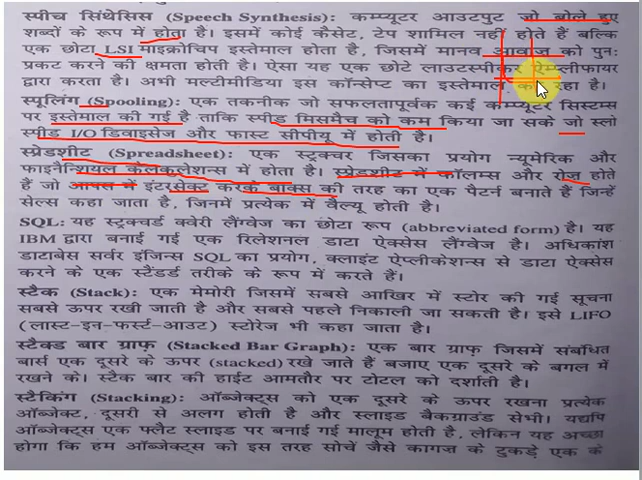 स्पीच सिंथेसिस (Speech Synthesis): कम्प्यूटर आउटपुट जो बोले हुए
शब्दों के रूप में होता है। इसमें कोई कैसेट, टेप शामिल नहीं होते हैं बल्कि
एक छोटा LSI माइक्रोचिप इस्तेमाल होता है, जिसमें मानव आवाज को पुनः
प्रकट करने की क्षमता होती है। ऐसा यह एक छोटे लाउटस्पीकर ऐम्लीफायर
द्वारा करता है। अभी मल्टीमीडिया इस कॉन्सेप्ट का इस्तेमाल कर रहा है।
स्पूलिंग (Spooling): एक तकनीक जो सफलतापूर्वक कई कम्प्यूटर सिस्टम्स
पर इस्तेमाल की गई है ताकि स्पीड मिसमैच को कम किया जा सके जो स्लो
स्पीड I/O डिवाइसेज और फास्ट सीपीयू में होती है।
स्प्रेडशीट (Spreadsheet): एक स्ट्रक्चर जिसका प्रयोग न्यूमेरिक और
फाइनैन्शियल कैलकुलेशन्स में होता है। स्प्रेडशीट में कॉलम्स और रोज़ होते
हैं जो आपस में इंटरसेक्ट करके बाक्स की तरह का एक पैटर्न बनाते हैं जिन्हें
सेल्स कहा जाता है, जिनमें प्रत्येक में वैल्यू होती है।
SQL: यह स्ट्रक्चर्ड क्वेरी लैंग्वेज का छोटा रूप (abbreviated form) है। यह
IBM द्वारा बनाई गई एक रिलेशनल डाटा ऐक्सेस लैंग्वेज है। अधिकांश
डाटाबेस सर्वर इंजिन्स SQL का प्रयोग, क्लाइंट ऐप्लीकेशन्स से डाटा ऐक्सेस
करने के एक स्टैंडर्ड तरीके के रूप में करते हैं।
स्टैक (Stack): एक मेमोरी जिसमें सबसे आखिर में स्टोर की गई सूचना
सबसे ऊपर रखी जाती है और सबसे पहले निकाली जा सकती है। इसे LIFO
(लास्ट-इन-फर्स्ट-आउट) स्टोरेज भी कहा जाता है।
स्टैक्ड बार ग्राफ़ (Stacked Bar Graph): एक बार ग्राफ़ जिसमें संबंधित
बार्स एक दूसरे के ऊपर (stacked) रखे जाते हैं बजाए एक दूसरे के बगल में
रखने को। स्टैक बार की हाईट आमतौर पर टोटल को दर्शाती है।
स्टैकिंग (Stacking): ऑब्जेक्ट्स को एक दूसरे के ऊपर रखना प्रत्येक
ऑब्जेक्ट, दूसरी से अलग होती है और स्लाइड बैकग्राउंड सेभी। यद्यपि
ऑब्जेक्ट्स एक फ्लैट स्लाइड पर बनाई गई मालूम होती है, लेकिन यह अच्छा
होगा कि हम ऑब्जेक्ट्स को इस तरह सोचें जैसे कागज के टुकड़े एक के